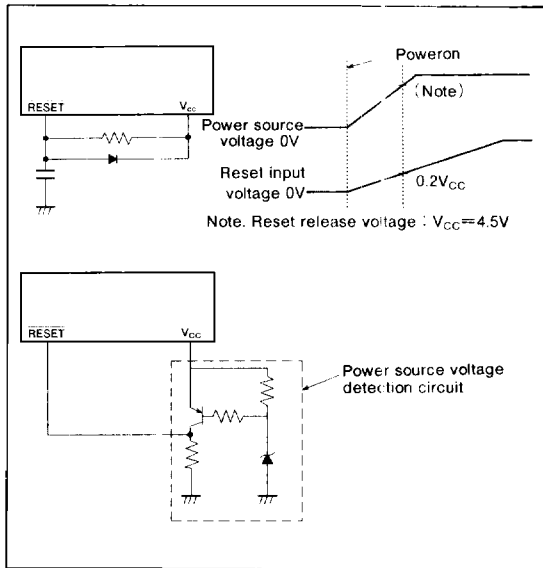 Poweron
RESET
Vcc
(Note)
Power source
voltage 0V
Reset input
voltage 0V
0.2VCC
Note. Reset release voltage : VCC=4.5V
RESET
Vcc
Power source voltage
detection circuit